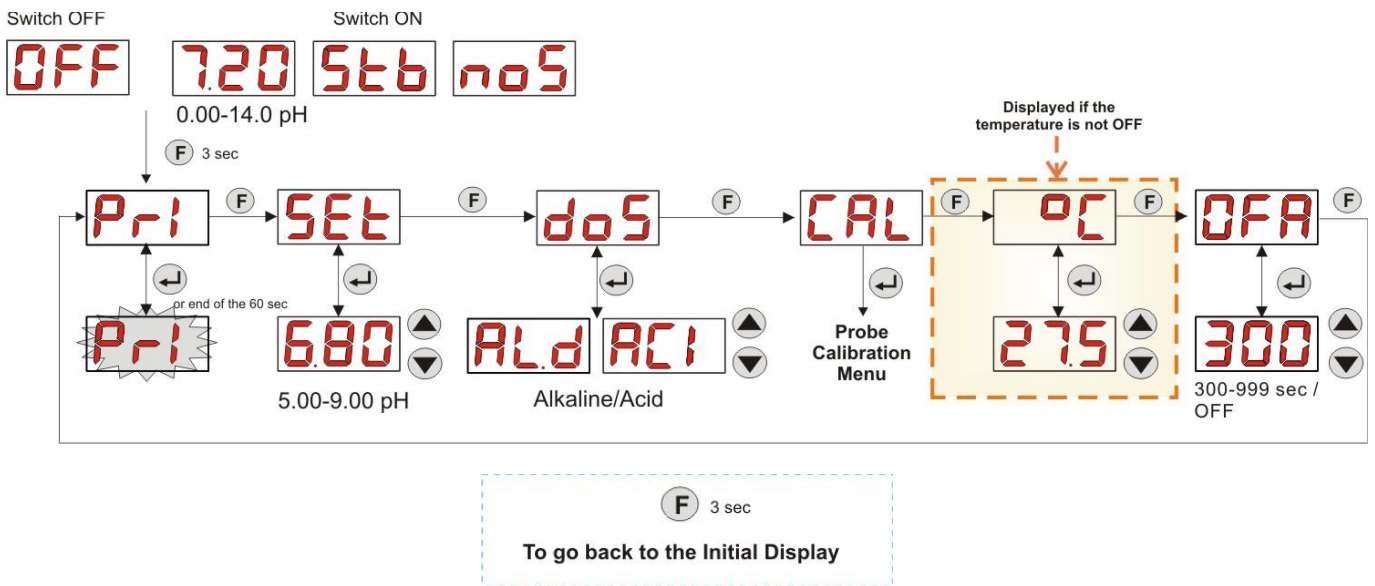 Switch OFF
Switch ON
OFF
7.20
Stb
noS
0.00-14.0 pH
F 3 sec
Displayed if the
temperature is not OFF
PrI
F
SEt
F
doS
F
CAL
F
ºC
F
OFA
F
or end of the 60 sec
PrI
6.80
ALd
ACI
Probe
Calibration
Menu
27.5
300
5.00-9.00 pH
Alkaline/Acid
300-999 sec /
OFF
F 3 sec
To go back to the Initial Display